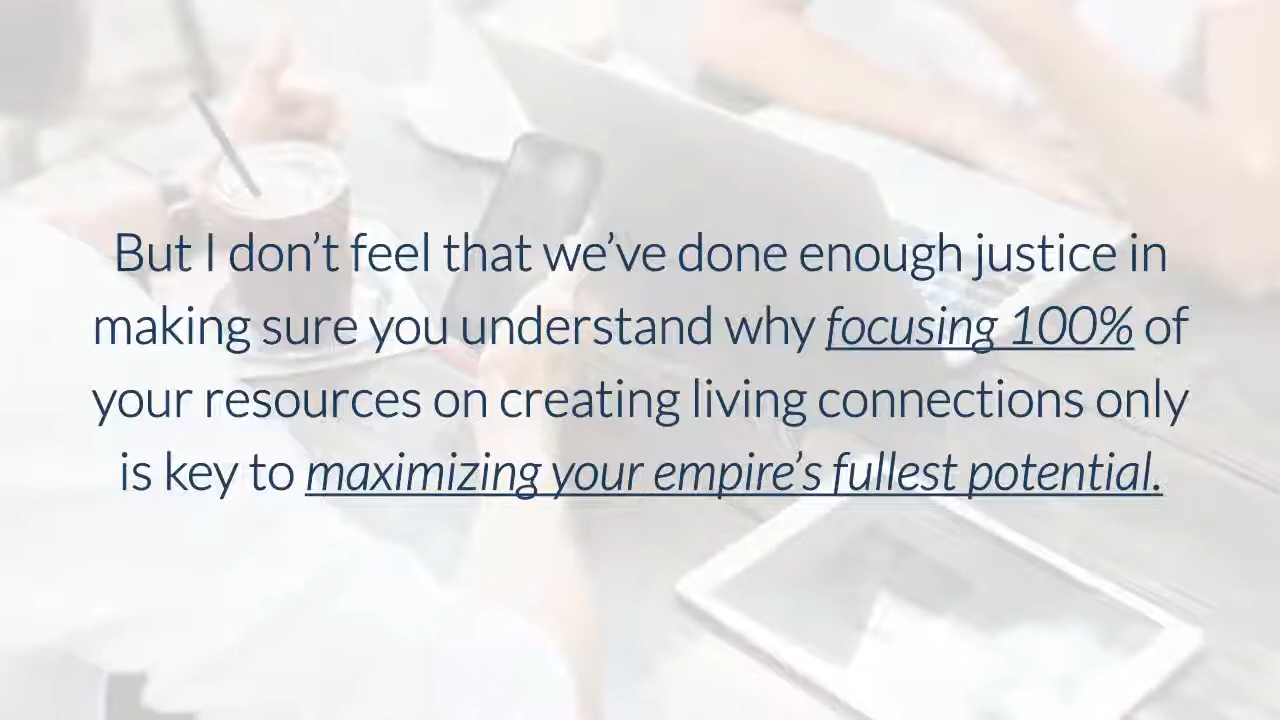 But I don’t feel that we’ve done enough justice in
making sure you understand why focusing 100% of
your resources on creating living connections only
is key to maximizing your empire’s fullest potential.